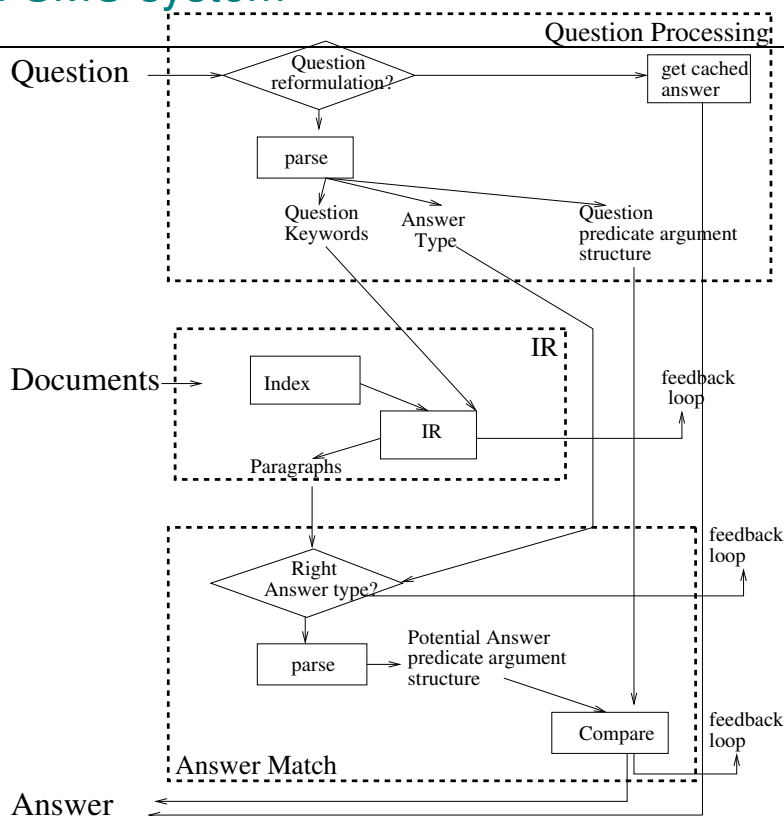 Question Processing
Question
Question
reformulation?
get cached
answer
parse
Question
Keywords
Answer
Type
Question
predicate argument
structure
IR
Documents
Index
feedback
loop
IR
Paragraphs
feedback
loop
Right
Answer type?
Potential Answer
predicate argument
structure
parse
feedback
loop
Compare
Answer Match
Answer